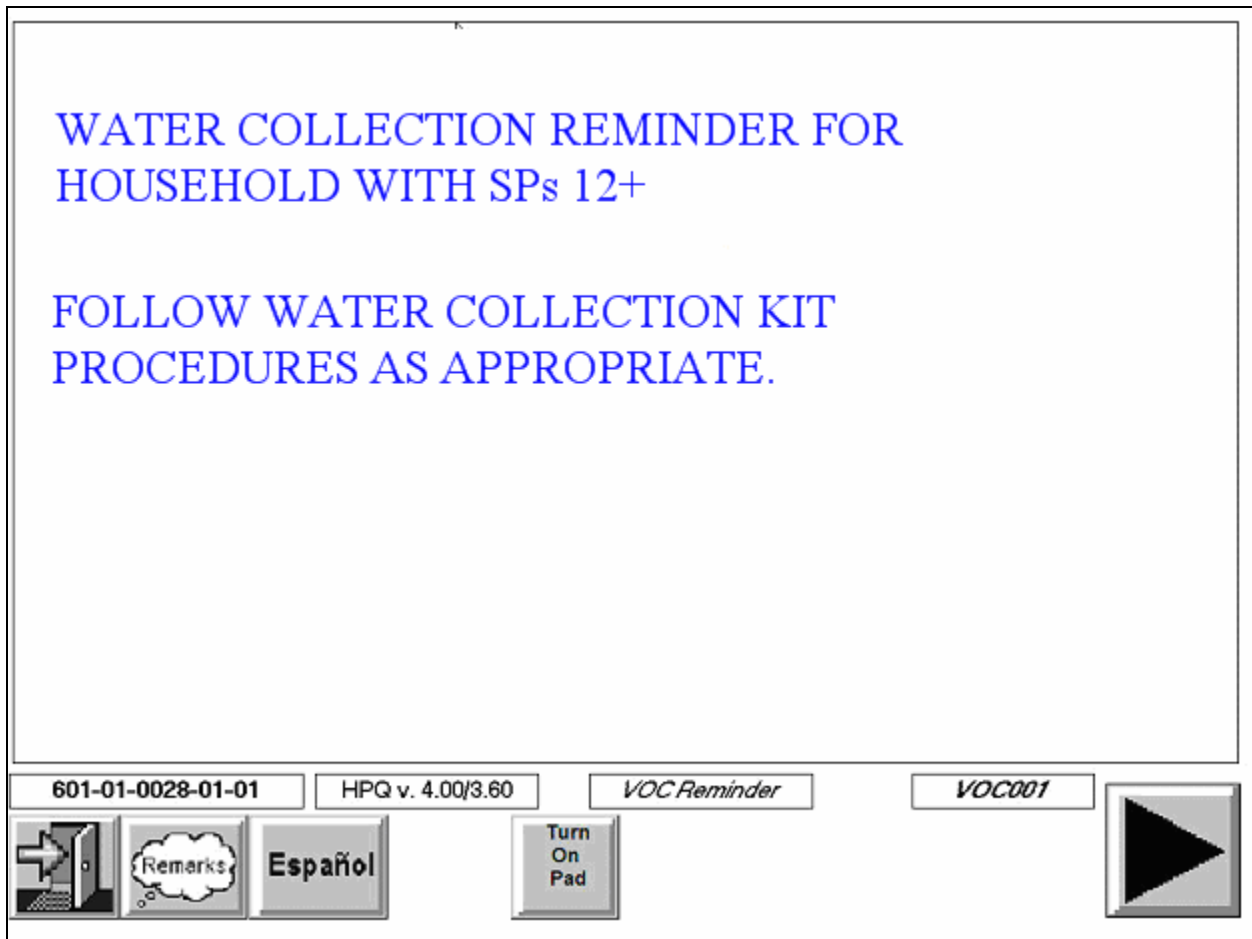 WATER COLLECTION REMINDER FOR
HOUSEHOLD WITH SPs 12+
FOLLOW WATER COLLECTION KIT
PROCEDURES AS APPROPRIATE.
601-01-0028-01-01
HPQ v. 4.00/3.60
VOC Reminder
VOC001
Remarks
Español
Turn
On
Pad